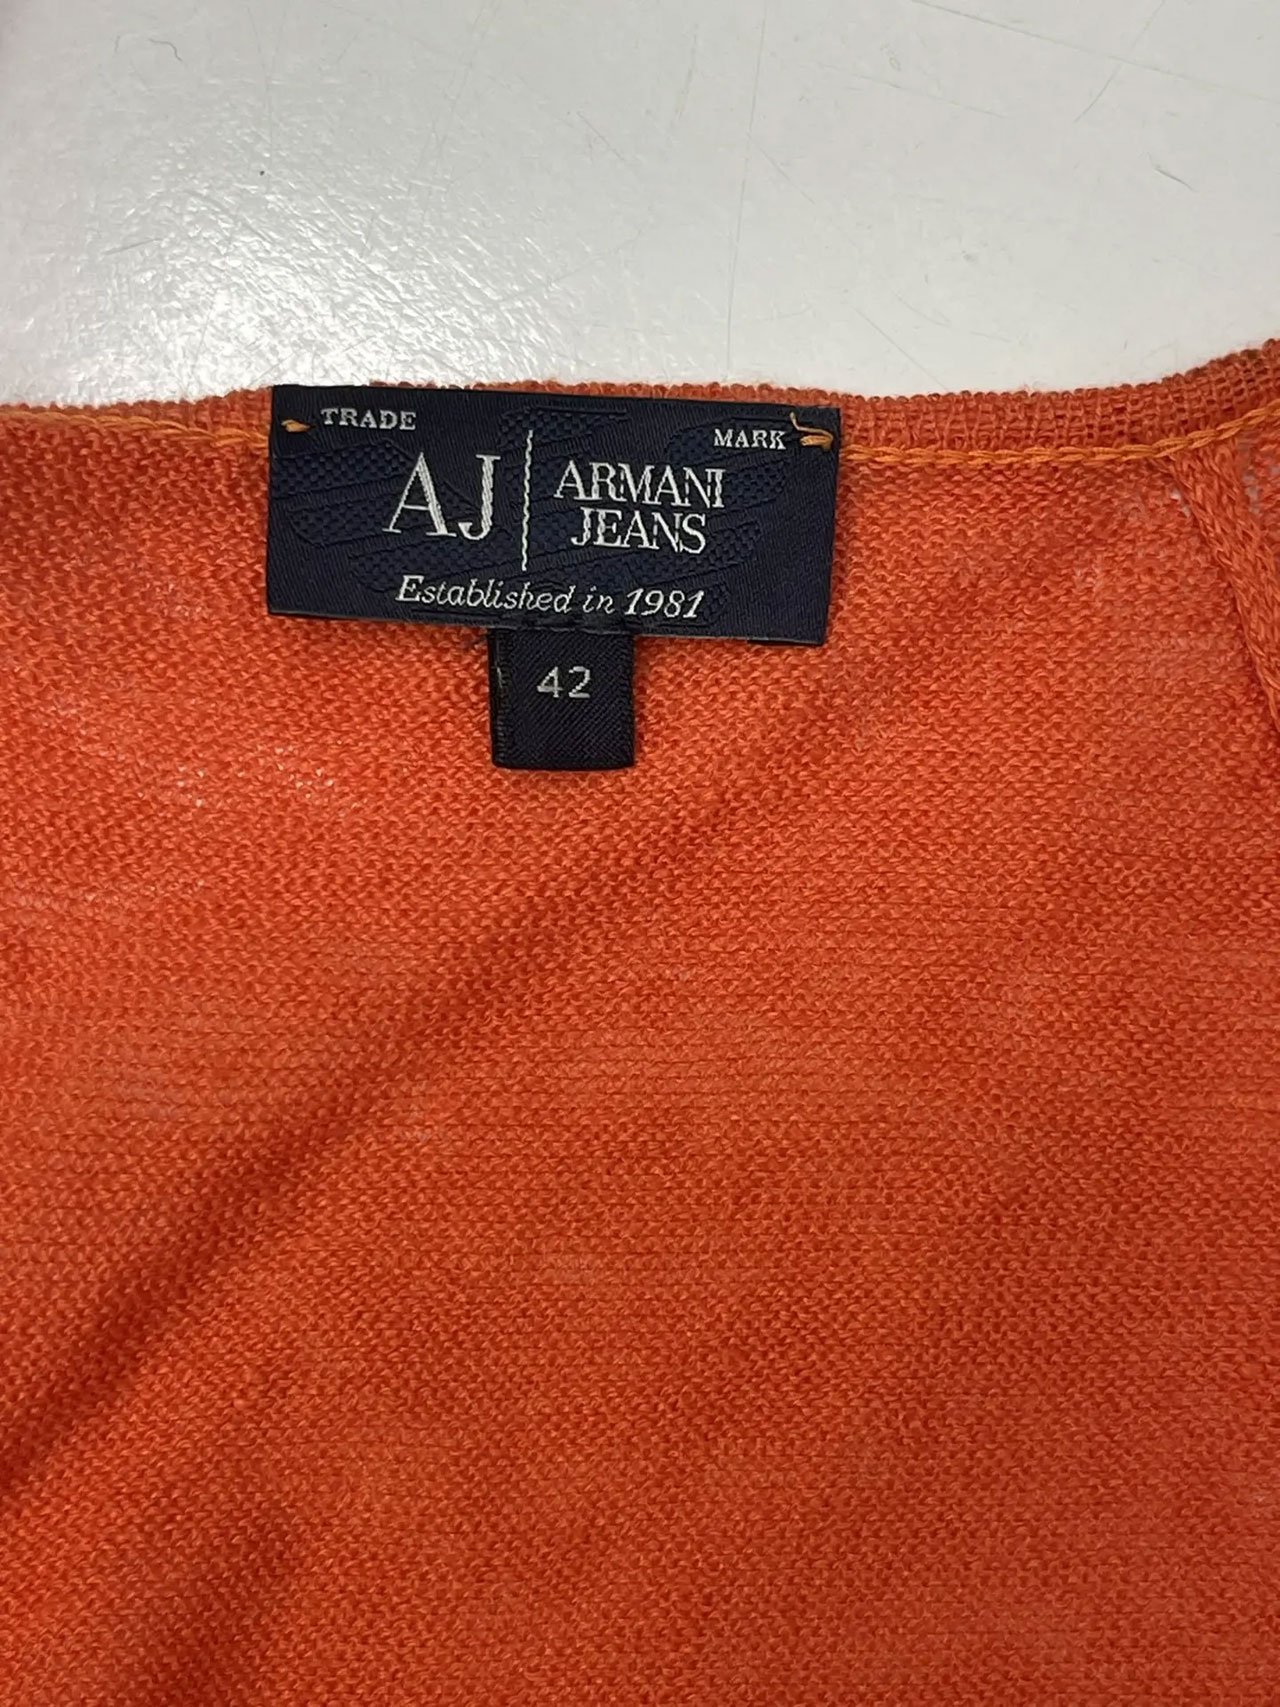 TRADE MARK
AJ ARMANI
JEANS
Established in 1981
42